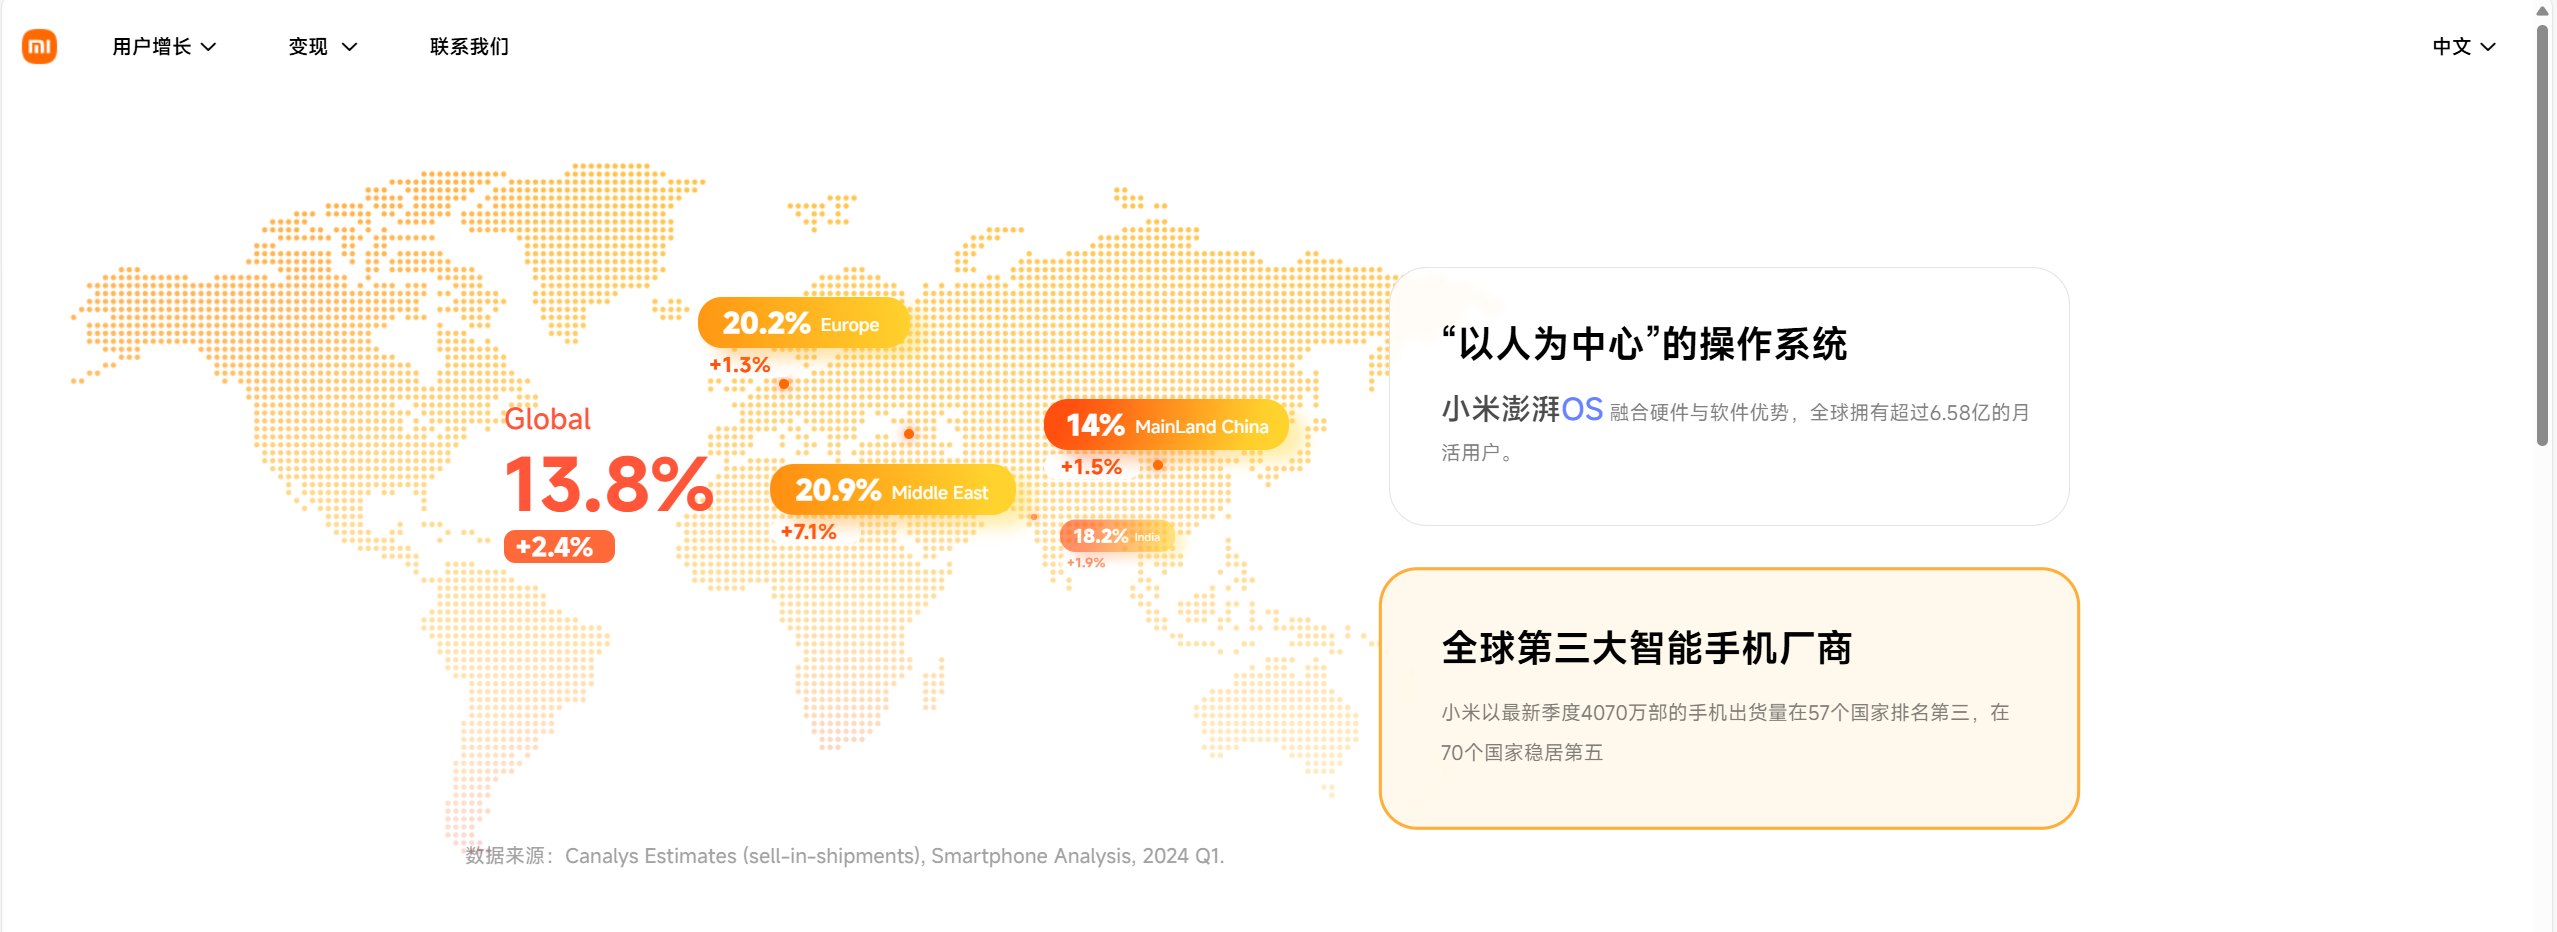 用户增长
变现
联系我们
中文
20.2% Europe
+1.3%
Global
13.8%
+2.4%
14% MainLand China
+1.5%
20.9% Middle East
+7.1%
18.2% India
+1.9%
“以人为中心”的操作系统
小米澎湃OS 融合硬件与软件优势，全球拥有超过6.58亿的月
活用户。
全球第三大智能手机厂商
小米以最新季度4070万部的手机出货量在57个国家排名第三，在
70个国家稳居第五
数据来源：Canalys Estimates (sell-in-shipments), Smartphone Analysis, 2024 Q1.